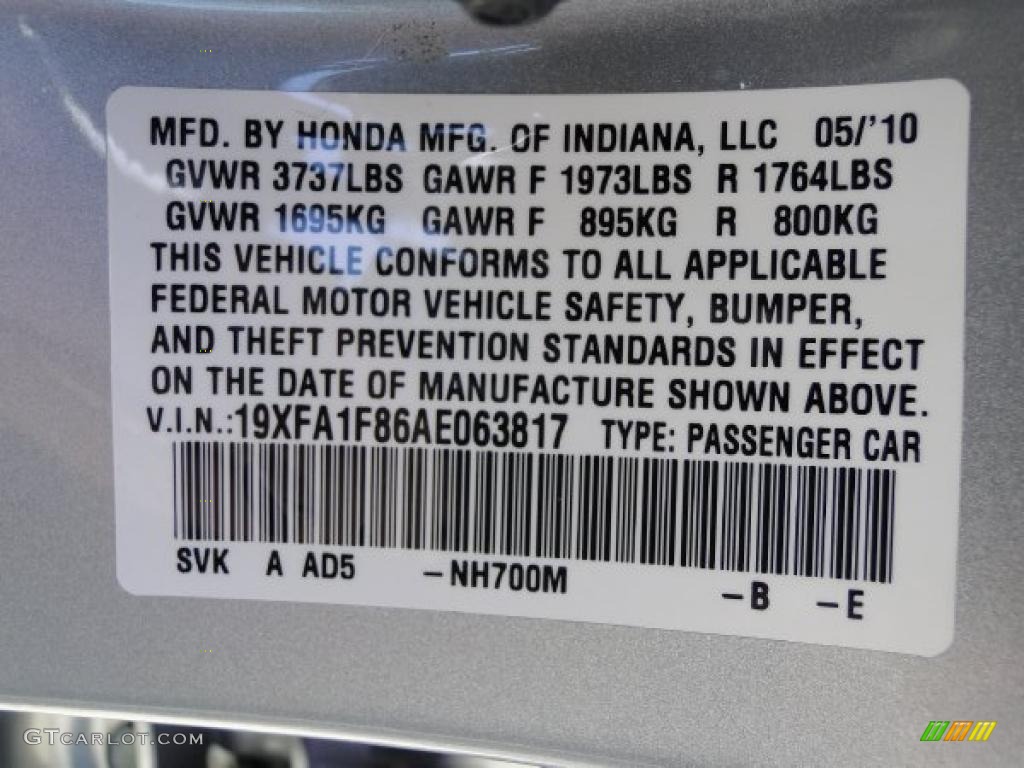 MFD. BY HONDA MFG. OF INDIANA, LLC 05/'10
GVWR 3737LBS GAWR F 1973LBS R 1764LBS
GVWR 1695KG GAWR F 895KG R 800KG
THIS VEHICLE CONFORMS TO ALL APPLICABLE
FEDERAL MOTOR VEHICLE SAFETY, BUMPER,
AND THEFT PREVENTION STANDARDS IN EFFECT
ON THE DATE OF MANUFACTURE SHOWN ABOVE.
V.I.N.:19XFA1F86AE063817 TYPE: PASSENGER CAR
SVK A AD5 –NH700M –B –E
GTCARLOT.COM